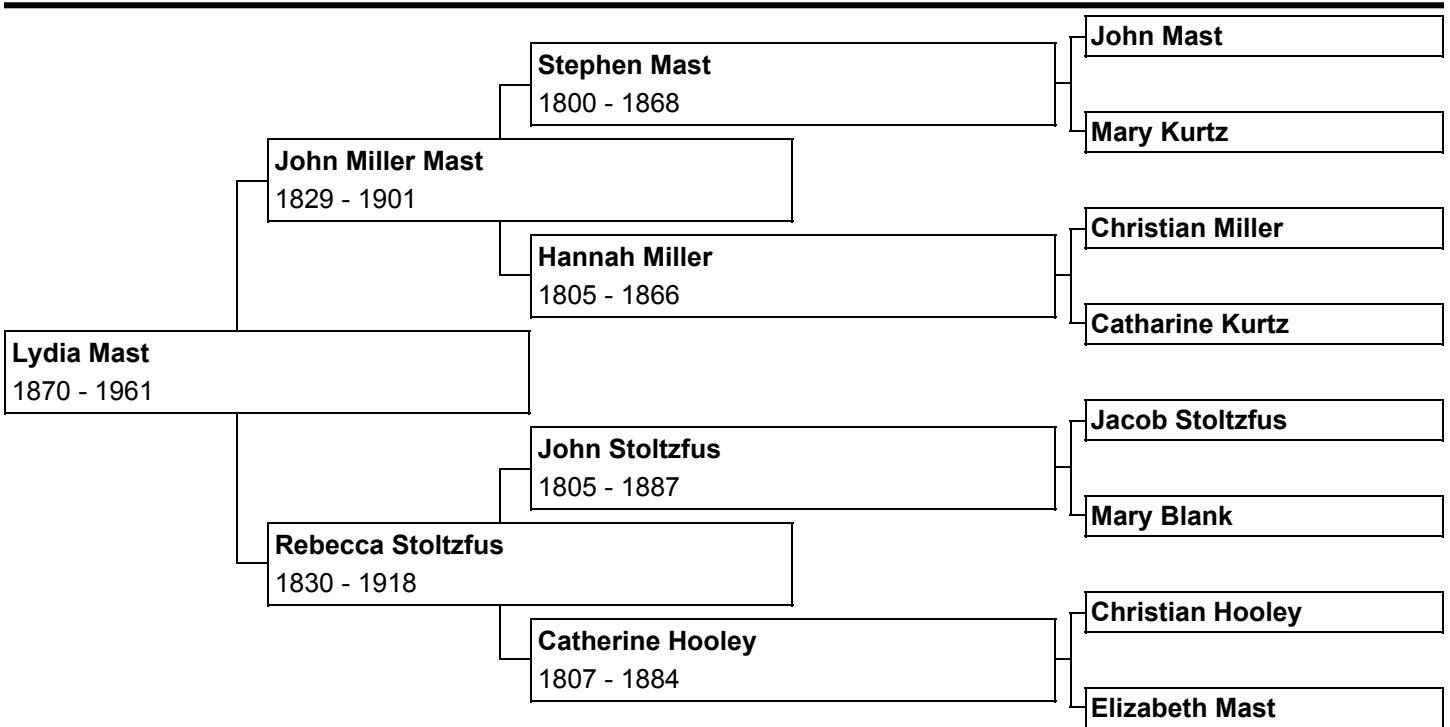 John Mast
Stephen Mast
1800 - 1868
Mary Kurtz
John Miller Mast
1829 - 1901
Christian Miller
Hannah Miller
1805 - 1866
Catharine Kurtz
Lydia Mast
1870 - 1961
Jacob Stoltzfus
John Stoltzfus
1805 - 1887
Mary Blank
Rebecca Stoltzfus
1830 - 1918
Christian Hooley
Catherine Hooley
1807 - 1884
Elizabeth Mast